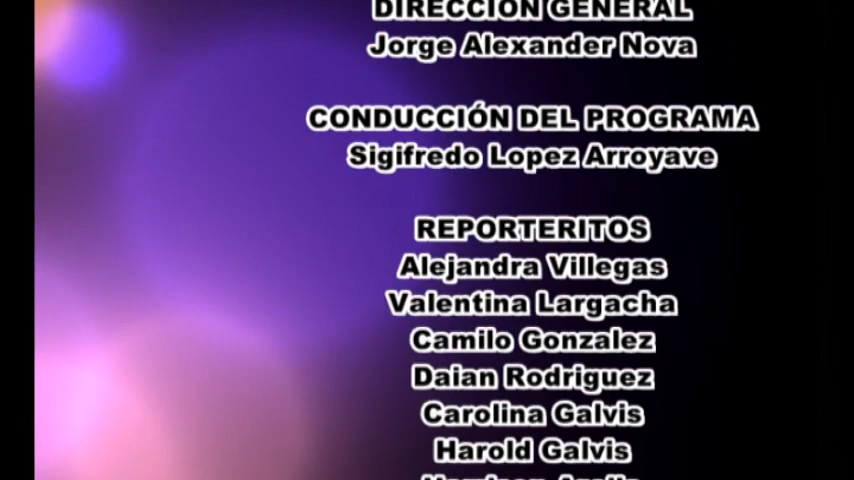 DIRECCIÓN GENERAL
Jorge Alexander Nova
CONDUCCIÓN DEL PROGRAMA
Sigifredo Lopez Arroyave
REPORTERITOS
Alejandra Villegas
Valentina Largacha
Camilo Gonzalez
Daian Rodriguez
Carolina Galvis
Harold Galvis